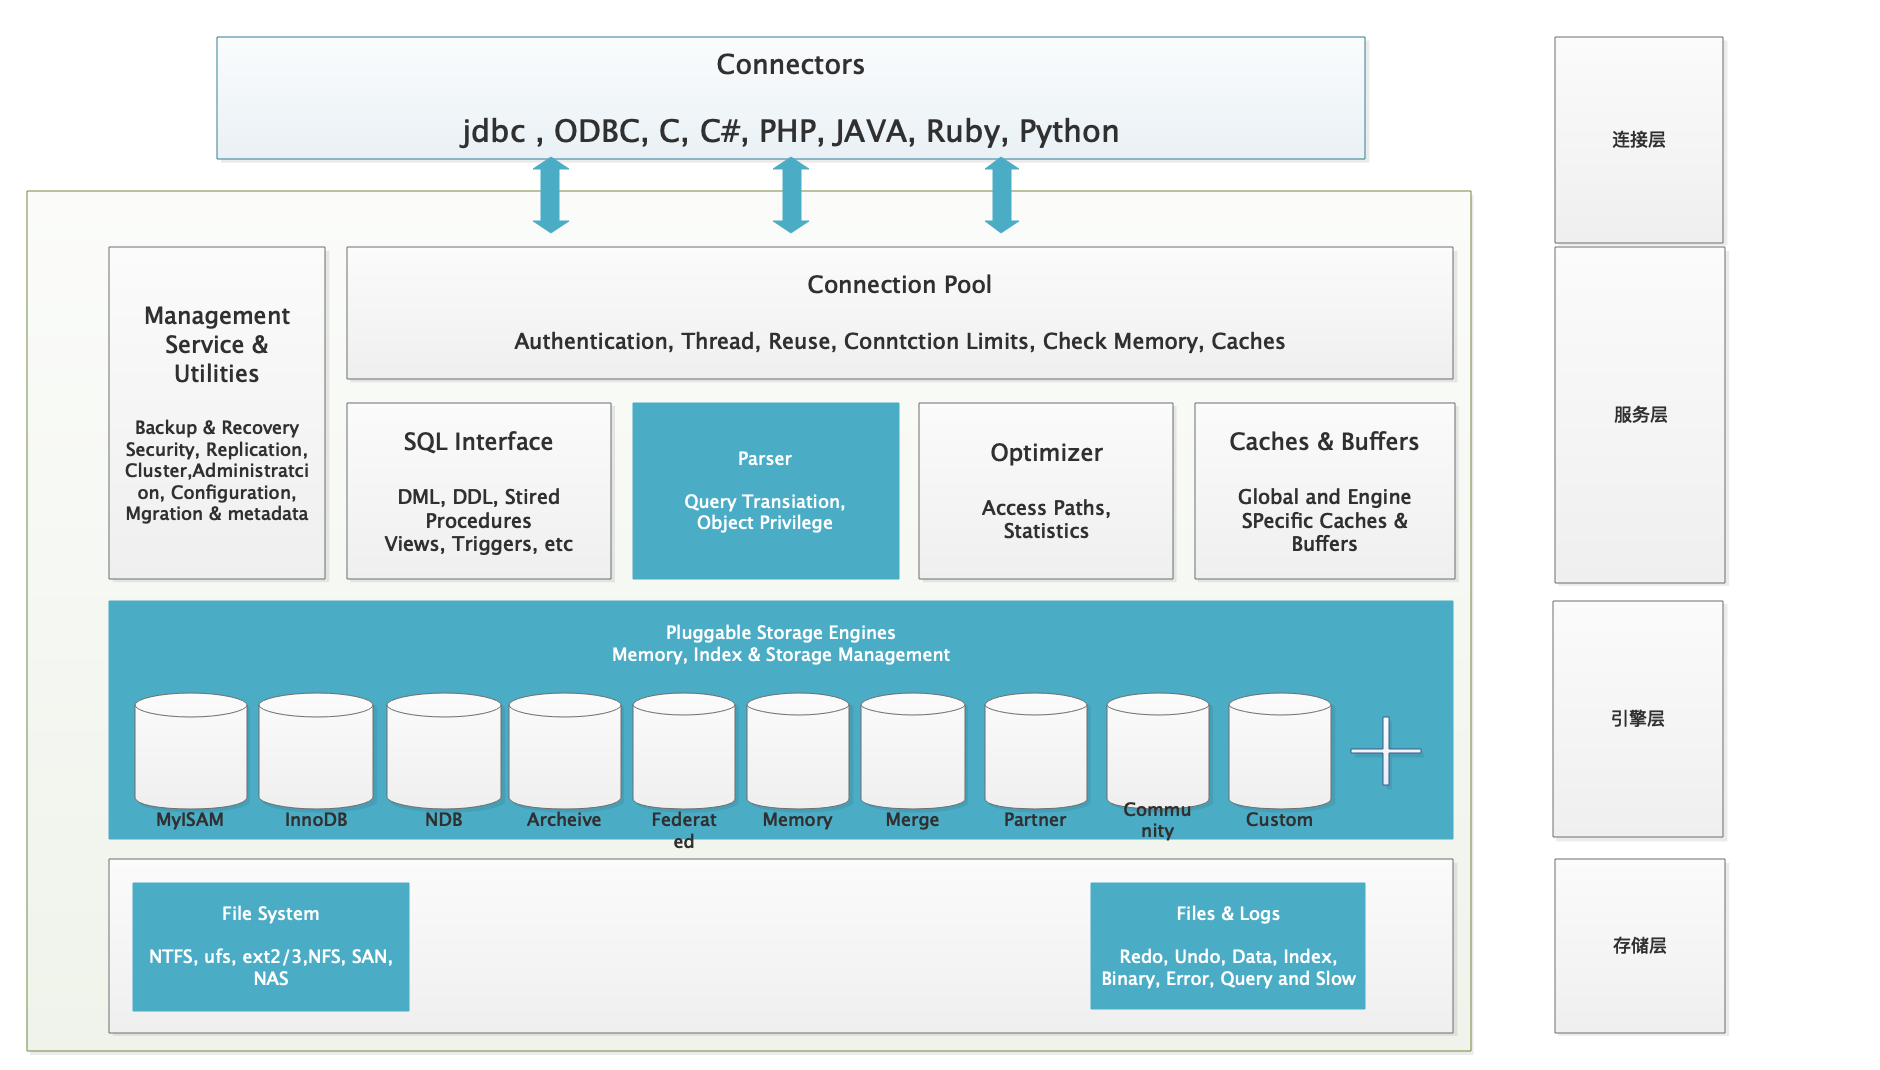 Connectors
jdbc , ODBC, C, C#, PHP, JAVA, Ruby, Python
连接层
Management
Service &
Utilities
Backup & Recovery
Security, Replication,
Cluster,Administratci
on, Configuration,
Mgration & metadata
Connection Pool
Authentication, Thread, Reuse, Conntction Limits, Check Memory, Caches
SQL Interface
DML, DDL, Stired
Procedures
Views, Triggers, etc
Parser
Query Transiation,
Object Privilege
Optimizer
Access Paths,
Statistics
Caches & Buffers
Global and Engine
SPecific Caches &
Buffers
服务层
Pluggable Storage Engines
Memory, Index & Storage Management
MyISAM
InnoDB
NDB
Archeive
Federat
ed
Memory
Merge
Partner
Commu
nity
Custom
引擎层
File System
NTFS, ufs, ext2/3,NFS, SAN,
NAS
Files & Logs
Redo, Undo, Data, Index,
Binary, Error, Query and Slow
存储层